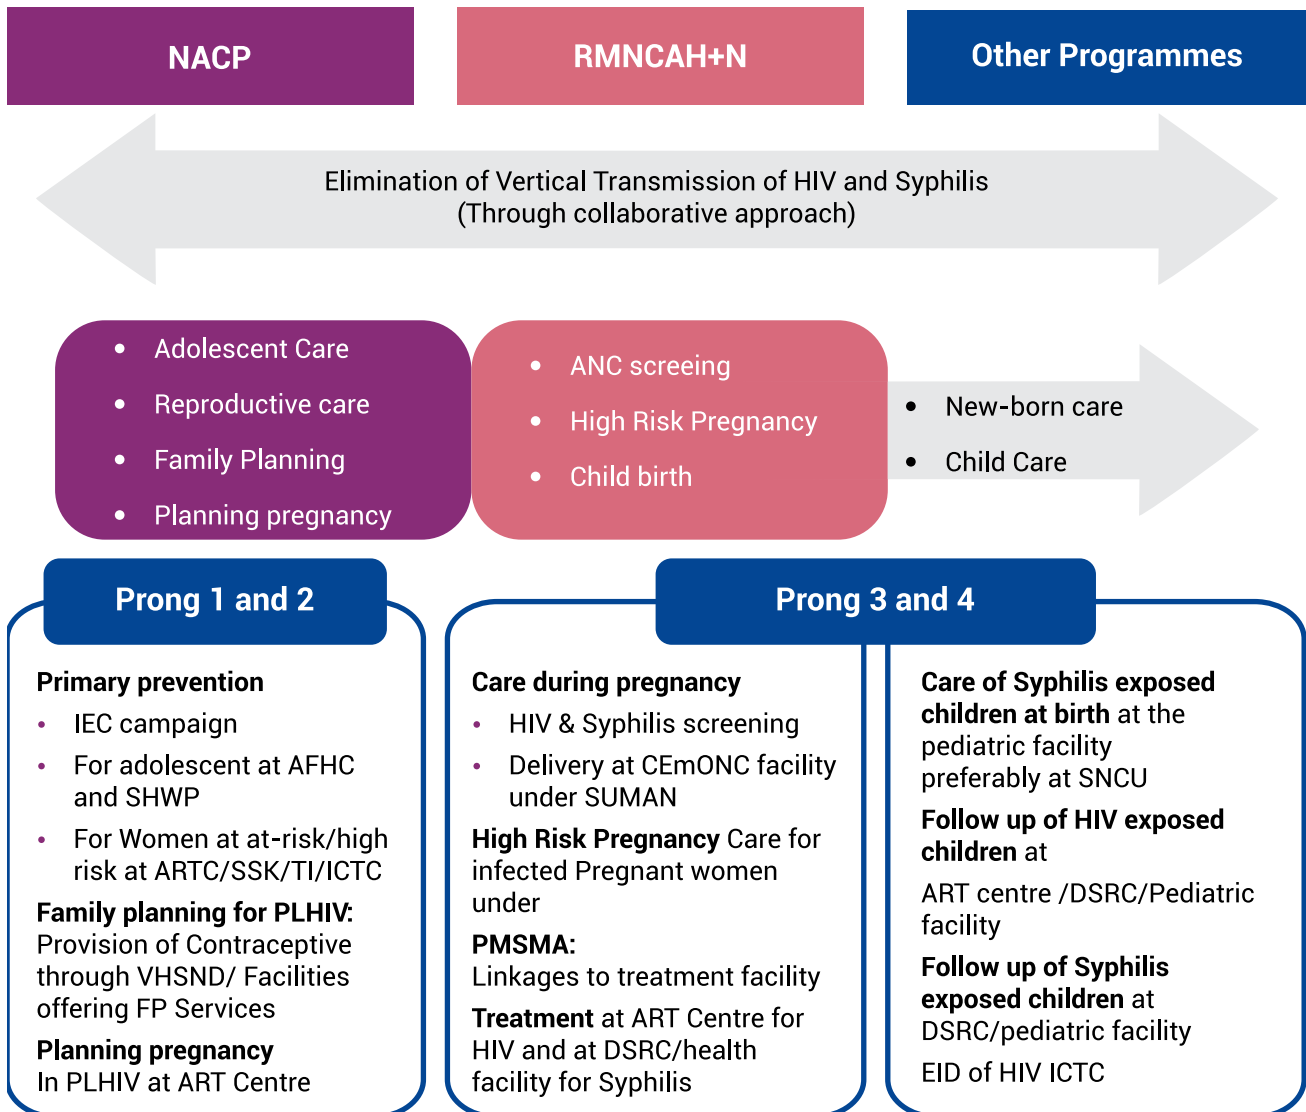 NACP
RMNCAH+N
Other Programmes
Elimination of Vertical Transmission of HIV and Syphilis
(Through collaborative approach)
• Adolescent Care
• Reproductive care
• Family Planning
• Planning pregnancy
• ANC screeing
• High Risk Pregnancy
• Child birth
• New-born care
• Child Care
Prong 1 and 2
Primary prevention
• IEC campaign
• For adolescent at AFHC
and SHWP
• For Women at at-risk/high
risk at ARTC/SSK/TI/ICTC
Family planning for PLHIV:
Provision of Contraceptive
through VHSND/ Facilities
offering FP Services
Planning pregnancy
In PLHIV at ART Centre
Prong 3 and 4
Care during pregnancy
• HIV & Syphilis screening
• Delivery at CEmONC facility
under SUMAN
High Risk Pregnancy Care for
infected Pregnant women
under
PMSMA:
Linkages to treatment facility
Treatment at ART Centre for
HIV and at DSRC/health
facility for Syphilis
Care of Syphilis exposed
children at birth at the
pediatric facility
preferably at SNCU
Follow up of HIV exposed
children at
ART centre /DSRC/Pediatric
facility
Follow up of Syphilis
exposed children at
DSRC/pediatric facility
EID of HIV ICTC